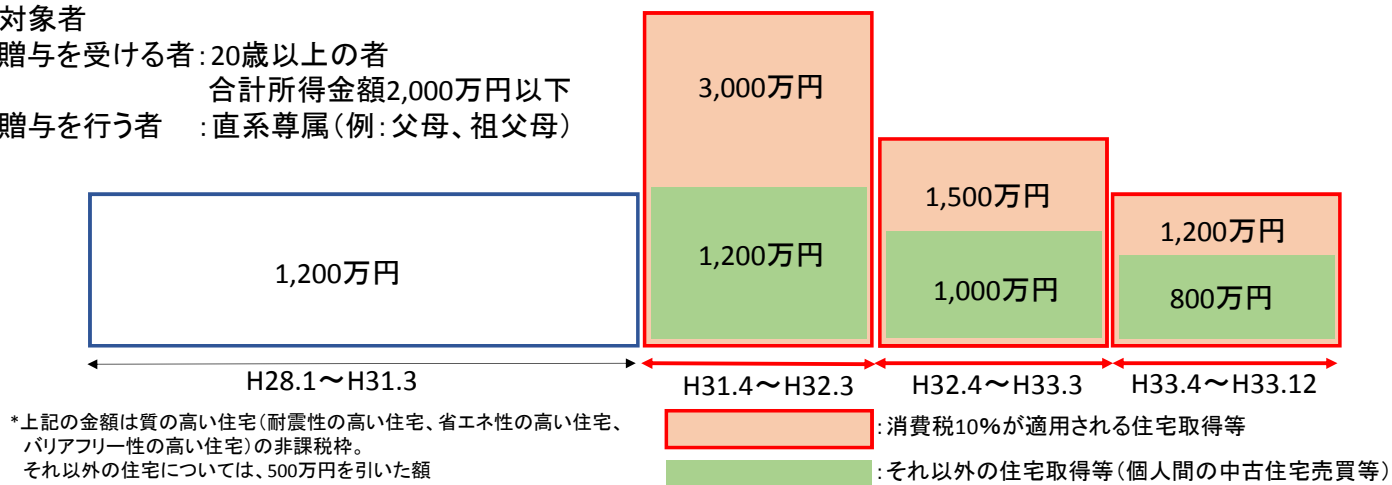 対象者
贈与を受ける者:20歳以上の者
合計所得金額2,000万円以下
贈与を行う者 :直系尊属(例:父母、祖父母)
3,000万円
1,500万円
1,200万円
1,200万円
1,200万円
1,000万円
800万円
H28.1~H31.3
H31.4~H32.3
H32.4~H33.3
H33.4~H33.12
*上記の金額は質の高い住宅(耐震性の高い住宅、省エネ性の高い住宅、
バリアフリー性の高い住宅)の非課税枠。
それ以外の住宅については、500万円を引いた額
:消費税10%が適用される住宅取得等
:それ以外の住宅取得等(個人間の中古住宅売買等)